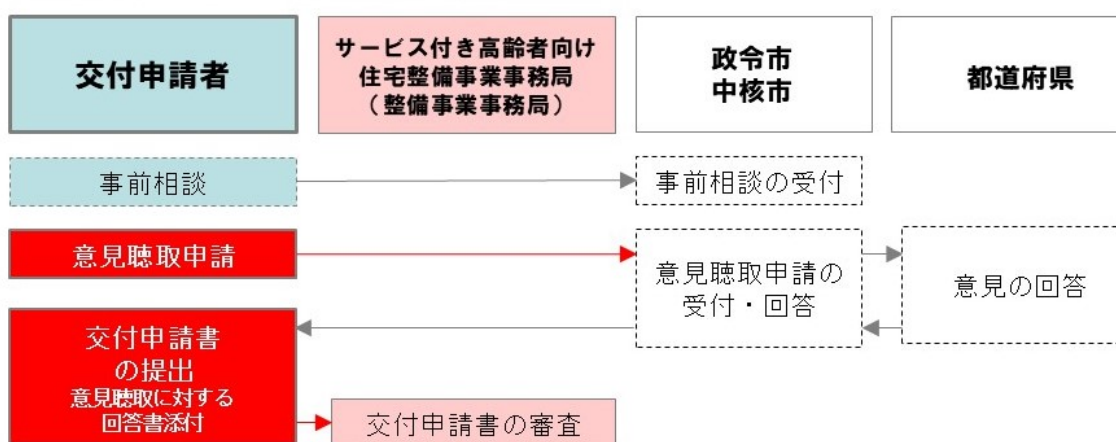 交付申請者
サービス付き高齢者向け
住宅整備事業事務局
（整備事業事務局）
政令市
中核市
都道府県
事前相談
事前相談の受付
意見聴取申請
意見聴取申請の
受付・回答
意見の回答
交付申請書
の提出
意見聴取に対する
回答書添付
交付申請書の審査